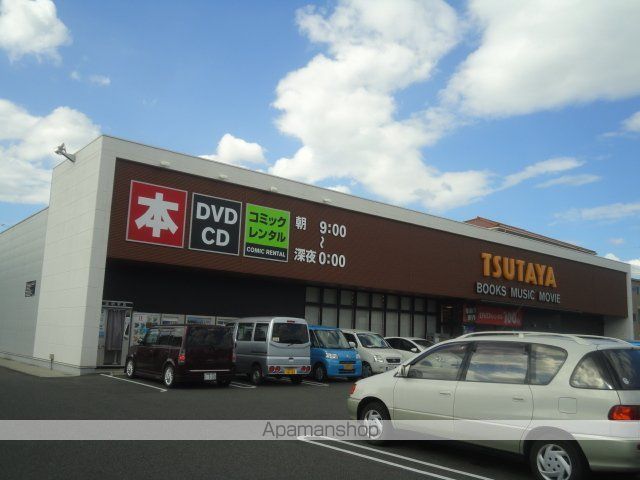 本
DVD
CD
コミック
レンタル
COMIC RENTAL
朝 9:00
~
深夜 0:00
TSUTAYA
BOOKS MUSIC MOVIE
Apamanshop